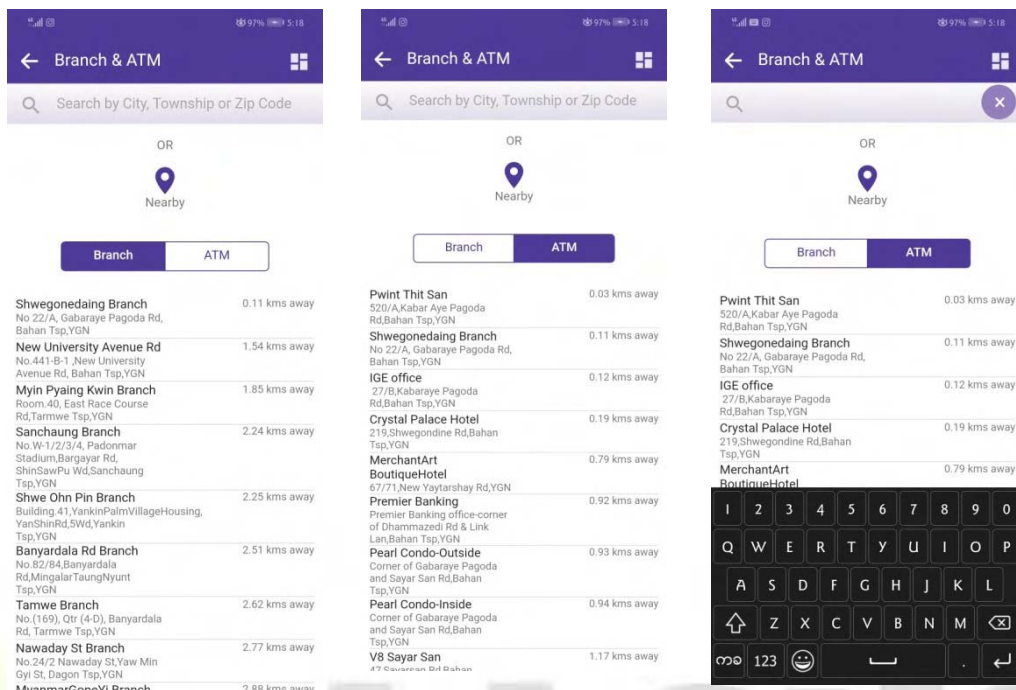 97% 5:18
Branch & ATM
Search by City, Township or Zip Code
OR
Nearby
Branch ATM
Shwegonedaing Branch 0.11 kms away
No 22/A, Gabaraye Pagoda Rd,
Bahan Tsp,YGN
New University Avenue Rd 1.54 kms away
No.441-B-1 ,New University
Avenue Rd, Bahan Tsp,YGN
Myin Pyaing Kwin Branch 1.85 kms away
Room.40, East Race Course
Rd,Tarmwe Tsp,YGN
Sanchaung Branch 2.24 kms away
No.W-1/2/3/4, Padonmar
Stadium,Bargayar Rd,
ShinSawPu Wd,Sanchaung
Tsp,YGN
Shwe Ohn Pin Branch 2.25 kms away
Building.41,YankinPalmVillageHousing,
YanShinRd,5Wd,Yankin
Tsp,YGN
Banyardala Rd Branch 2.51 kms away
No.82/84,Banyardala
Rd,MingalarTaungNyunt
Tsp,YGN
Tamwe Branch 2.62 kms away
No.(169), Qtr (4-D), Banyardala
Rd, Tarmwe Tsp,YGN
Nawaday St Branch 2.77 kms away
No.24/2 Nawaday St,Yaw Min
Gyi St, Dagon Tsp,YGN
MyanmarGoneYi Branch 2.88 kms away
97% 5:18
Branch & ATM
Search by City, Township or Zip Code
OR
Nearby
Branch ATM
Pwint Thit San 0.03 kms away
520/A,Kabar Aye Pagoda
Rd,Bahan Tsp,YGN
Shwegonedaing Branch 0.11 kms away
No 22/A, Gabaraye Pagoda Rd,
Bahan Tsp,YGN
IGE office 0.12 kms away
27/B,Kabaraye Pagoda
Rd,Bahan Tsp,YGN
Crystal Palace Hotel 0.19 kms away
219,Shwegondine Rd,Bahan
Tsp,YGN
MerchantArt 0.79 kms away
BoutiqueHotel
67/71,New Yaytarshay Rd,YGN
Premier Banking 0.92 kms away
Premier Banking office-corner
of Dhammazedi Rd & Link
Lan,Bahan Tsp,YGN
Pearl Condo-Outside 0.93 kms away
Corner of Gabaraye Pagoda
and Sayar San Rd,Bahan
Tsp,YGN
Pearl Condo-Inside 0.94 kms away
Corner of Gabaraye Pagoda
and Sayar San Rd,Bahan
Tsp,YGN
V8 Sayar San 1.17 kms away
47 Sayarsan Rd Bahan
97% 5:18
Branch & ATM
OR
Nearby
Branch ATM
Pwint Thit San 0.03 kms away
520/A,Kabar Aye Pagoda
Rd,Bahan Tsp,YGN
Shwegonedaing Branch 0.11 kms away
No 22/A, Gabaraye Pagoda Rd,
Bahan Tsp,YGN
IGE office 0.12 kms away
27/B,Kabaraye Pagoda
Rd,Bahan Tsp,YGN
Crystal Palace Hotel 0.19 kms away
219,Shwegondine Rd,Bahan
Tsp,YGN
MerchantArt 0.79 kms away
BoutiqueHotel
1 2 3 4 5 6 7 8 9 0
Q W E R T Y U I O P
A S D F G H J K L
Z X C V B N M
ကခ 123 .